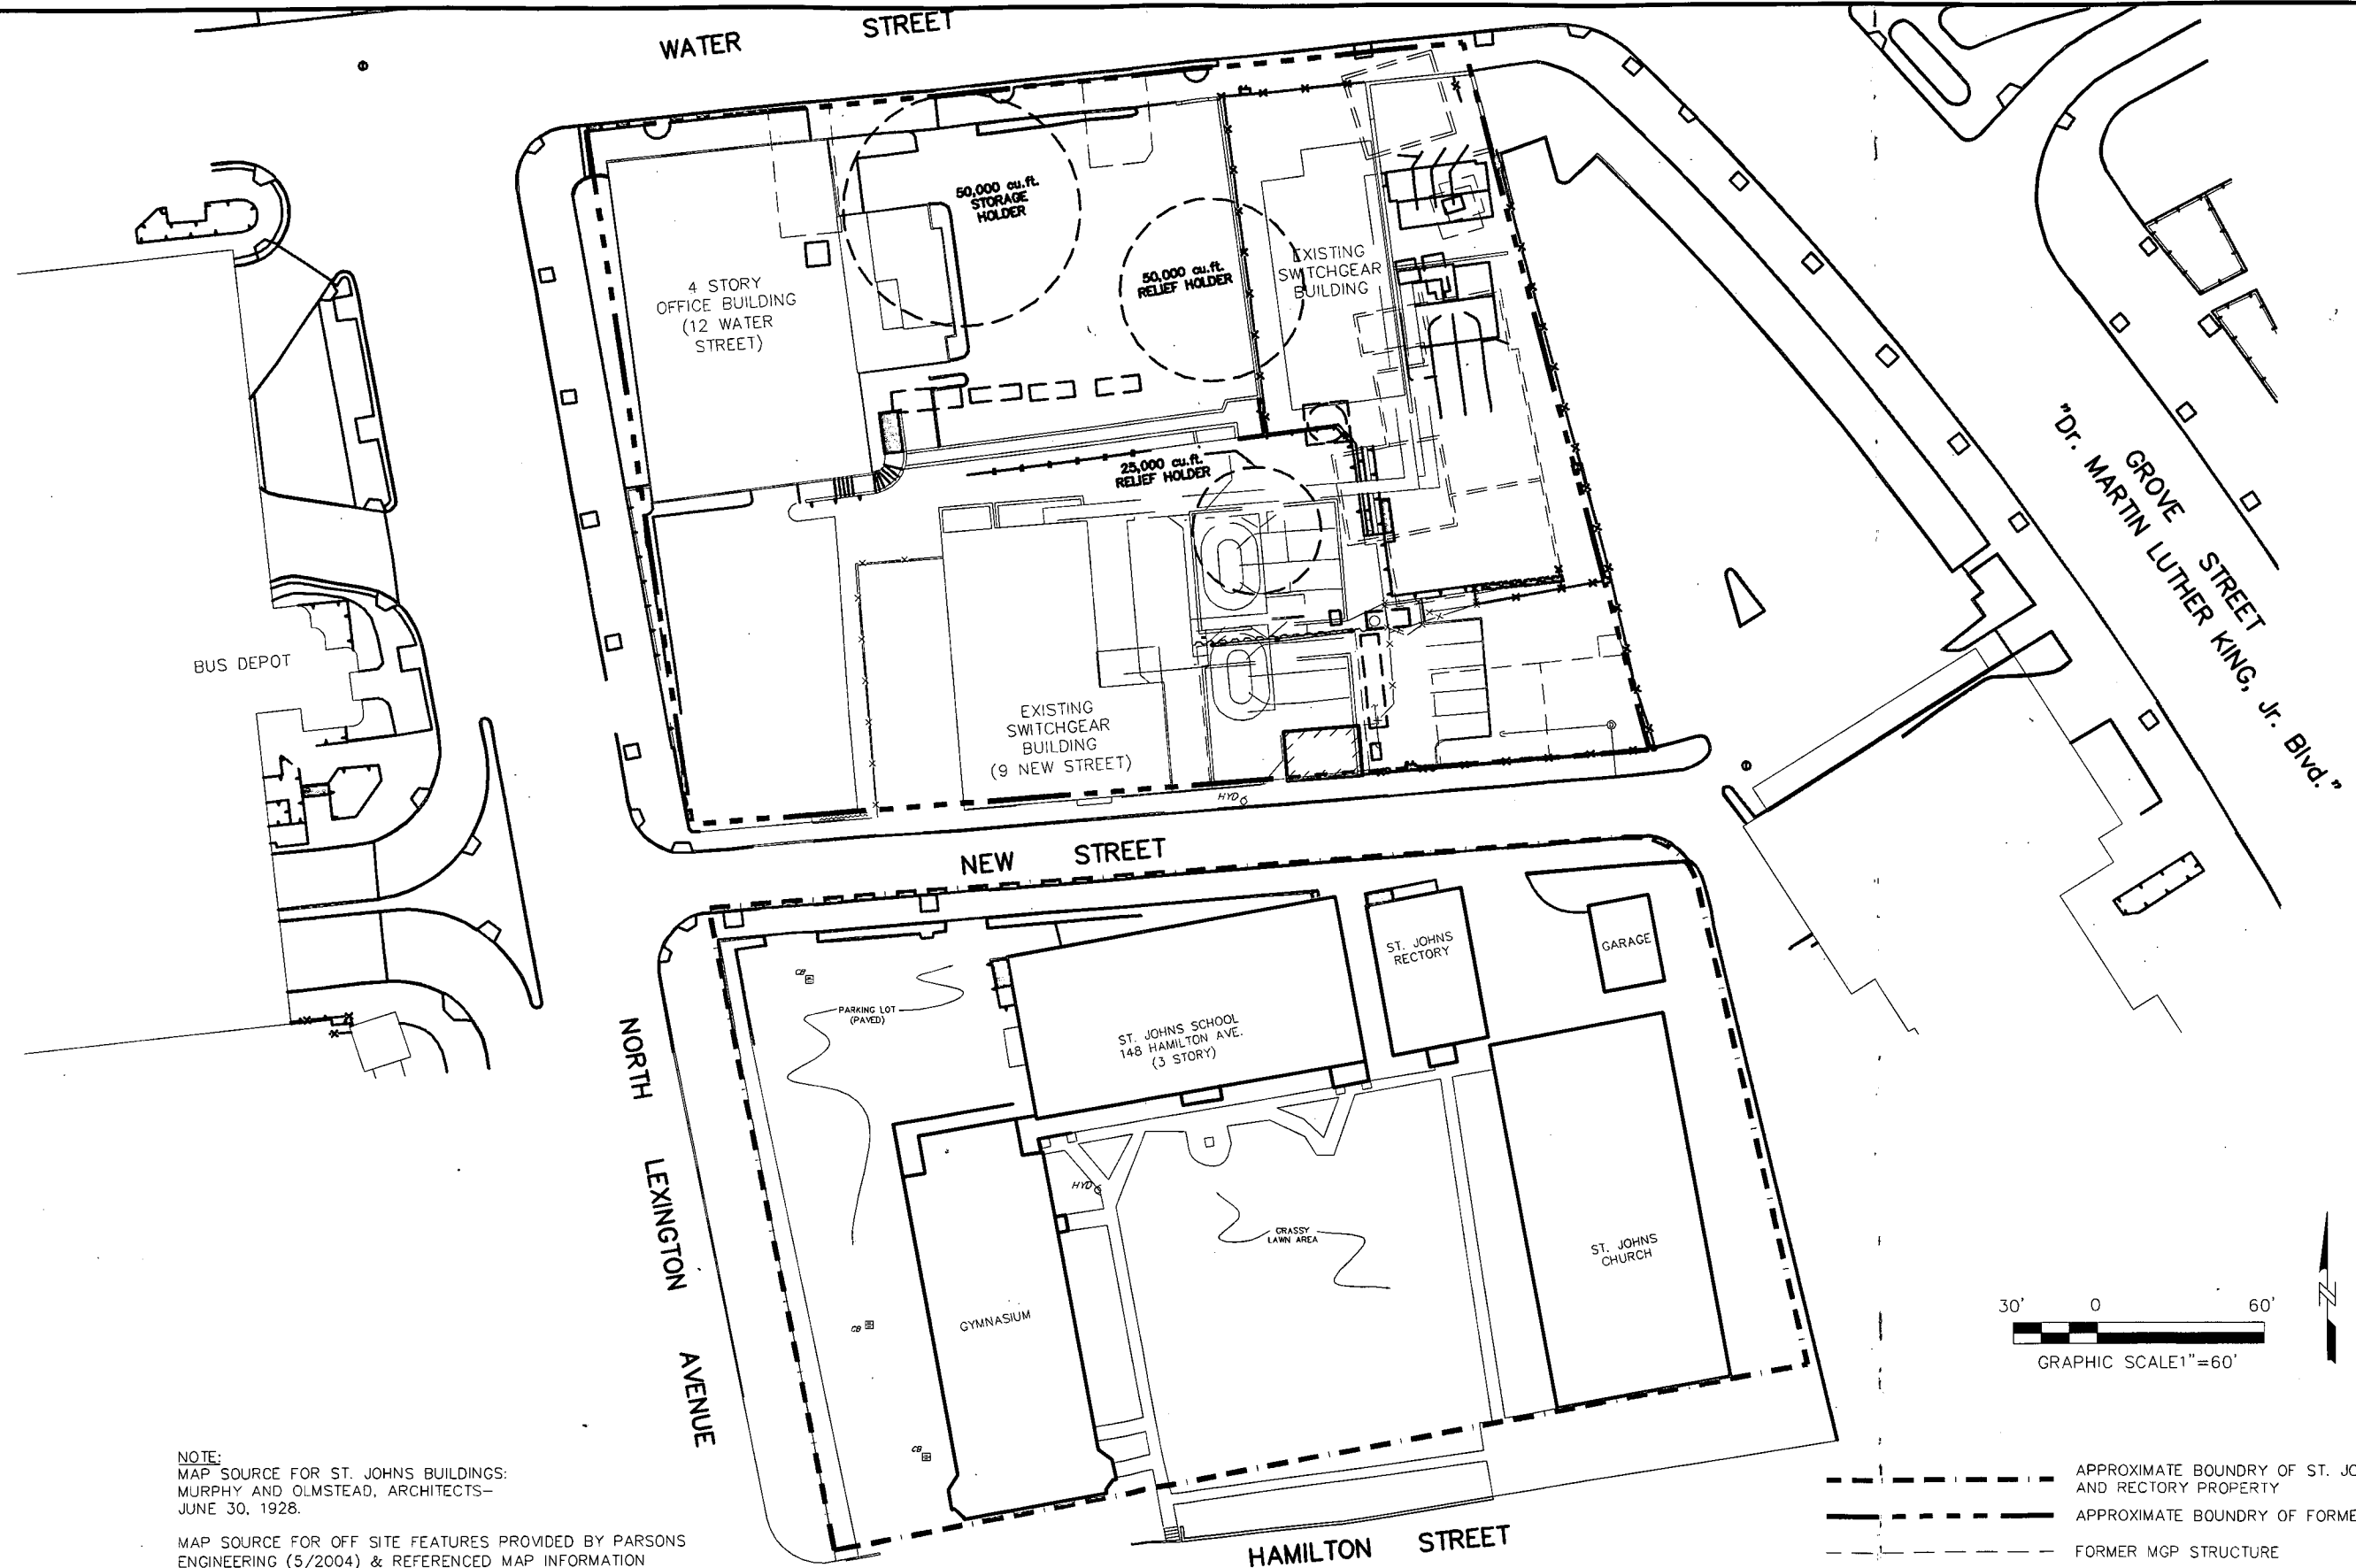 WATER STREET
50,000 cu.ft.
STORAGE
HOLDER
50,000 cu.ft.
RELIEF HOLDER
EXISTING
SWITCHGEAR
BUILDING
4 STORY
OFFICE BUILDING
(12 WATER
STREET)
25,000 cu.ft.
RELIEF HOLDER
GROVE STREET
"Dr. MARTIN LUTHER KING, Jr. Blvd."
BUS DEPOT
EXISTING
SWITCHGEAR
BUILDING
(9 NEW STREET)
HYD
NEW STREET
ST. JOHNS
RECTORY
GARAGE
CB
PARKING LOT
(PAVED)
ST. JOHNS SCHOOL
148 HAMILTON AVE.
(3 STORY)
NORTH LEXINGTON AVENUE
HYD
GRASSY
LAWN AREA
ST. JOHNS
CHURCH
GYMNASIUM
CB
CB
30' 0 60'
GRAPHIC SCALE1"=60'
N
NOTE:
MAP SOURCE FOR ST. JOHNS BUILDINGS:
MURPHY AND OLMSTEAD, ARCHITECTS-
JUNE 30, 1928.
MAP SOURCE FOR OFF SITE FEATURES PROVIDED BY PARSONS
ENGINEERING (5/2004) & REFERENCED MAP INFORMATION
HAMILTON STREET
APPROXIMATE BOUNDRY OF ST. JO
AND RECTORY PROPERTY
APPROXIMATE BOUNDRY OF FORME
FORMER MGP STRUCTURE